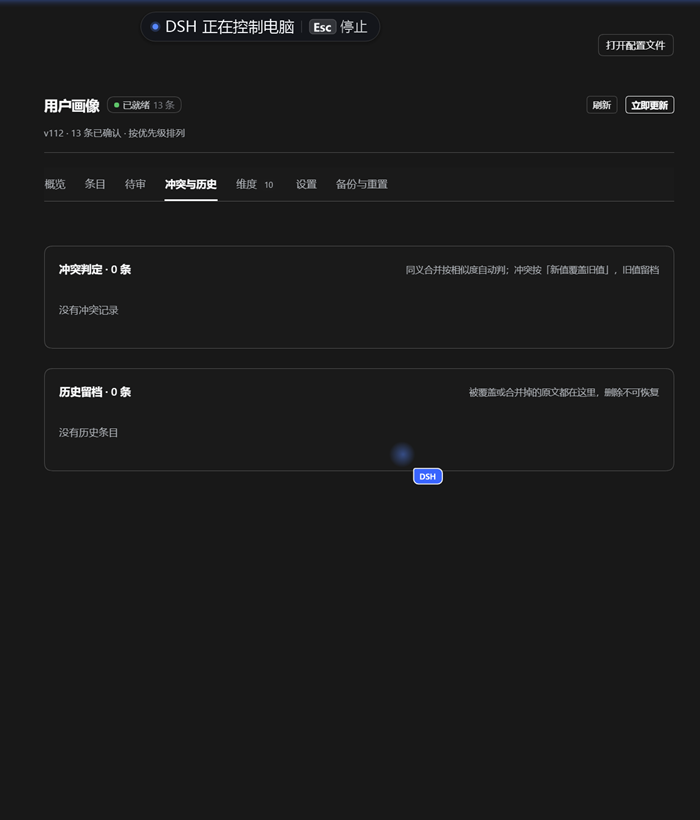 DSH 正在控制电脑 Esc 停止
打开配置文件
用户画像 已就绪 13 条 刷新 立即更新
v112 · 13 条已确认 · 按优先级排列
概览 条目 待审 冲突与历史 维度 10 设置 备份与重置
冲突判定 · 0 条 同义合并按相似度自动判；冲突按「新值覆盖旧值」，旧值留档
没有冲突记录
历史留档 · 0 条 被覆盖或合并掉的原文都在这里，删除不可恢复
没有历史条目
DSH